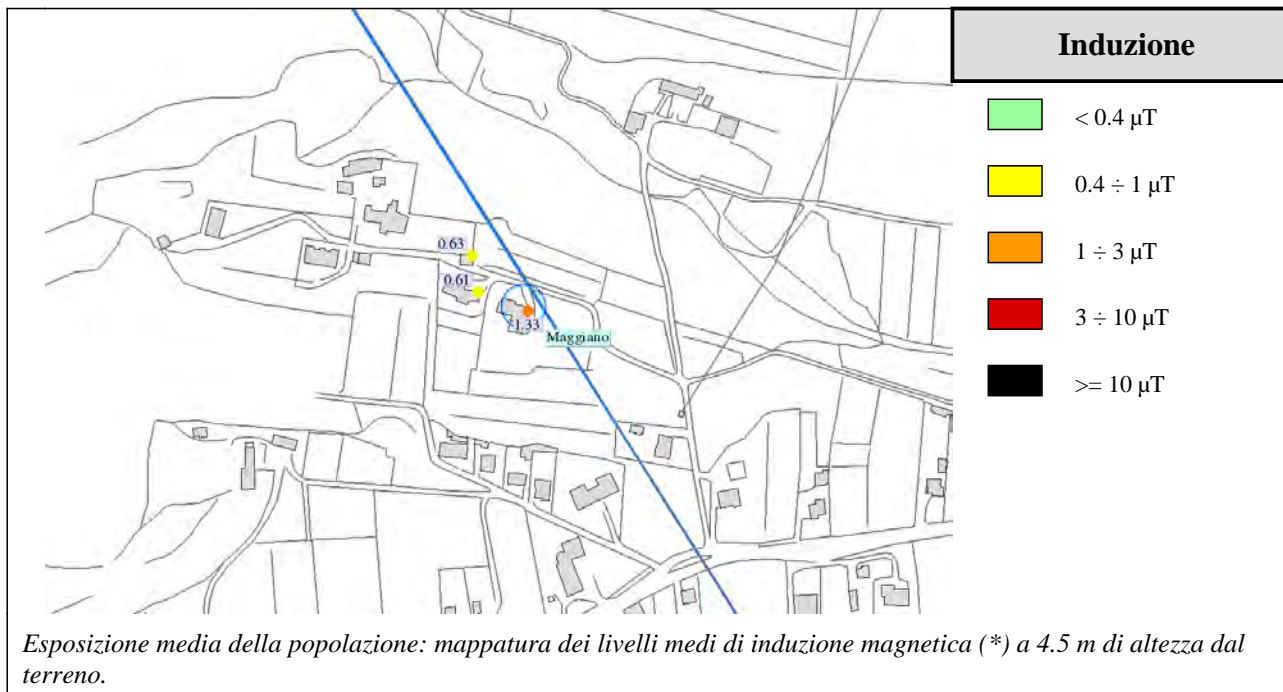 Induzione
< 0.4 µT
0.4 ÷ 1 µT
1 ÷ 3 µT
3 ÷ 10 µT
>= 10 µT
0.63
0.61
1.33
Maggiano
Esposizione media della popolazione: mappatura dei livelli medi di induzione magnetica (*) a 4.5 m di altezza dal
terreno.